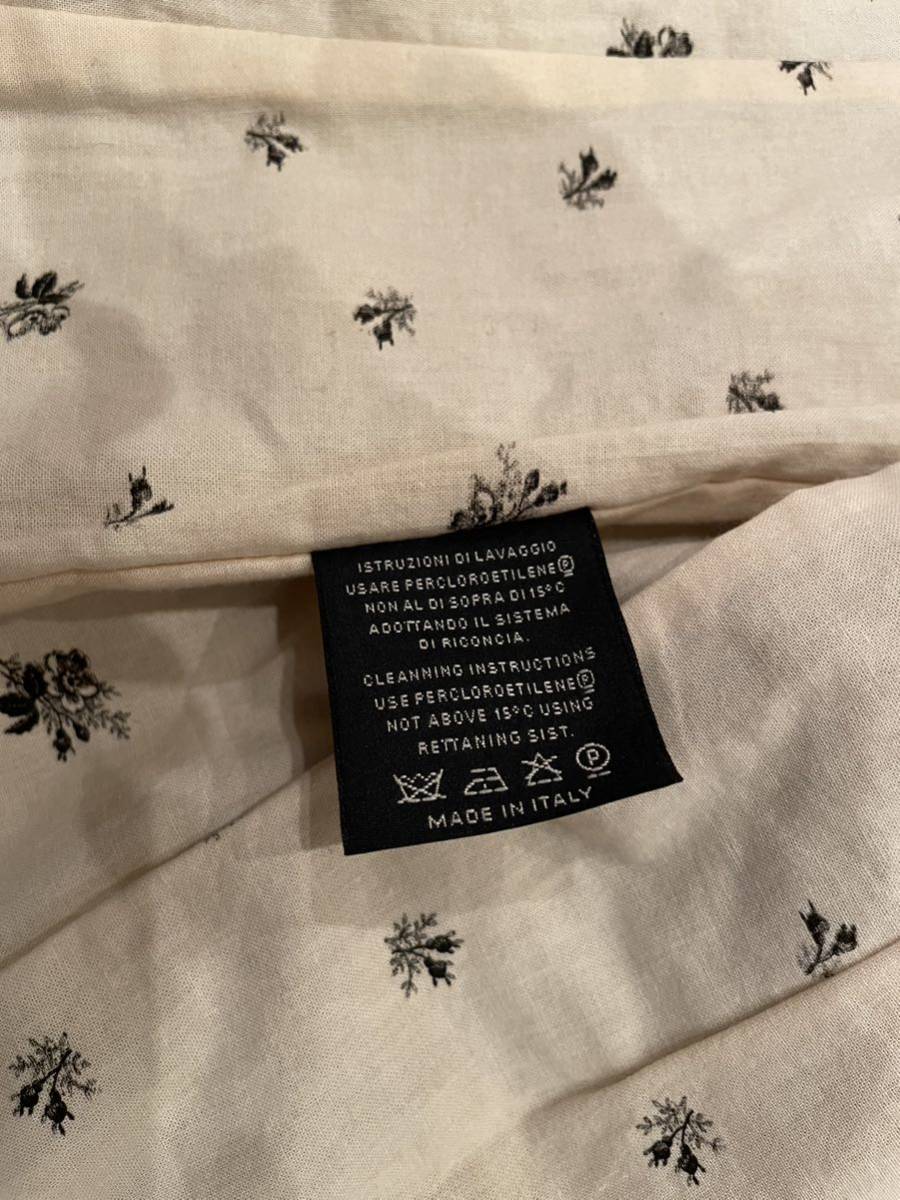 ISTRUZIONI DI LAVAGGIO
USARE PERCLOROETILENE Ⓟ
NON AL DI SOPRA DI 15° C
ADOTTANDO IL SISTEMA
DI RICONCIA.
CLEANNING INSTRUCTIONS
USE PERCLOROETILENE Ⓟ
NOT ABOVE 15° C USING
RETTANING SIST.
P
MADE IN ITALY